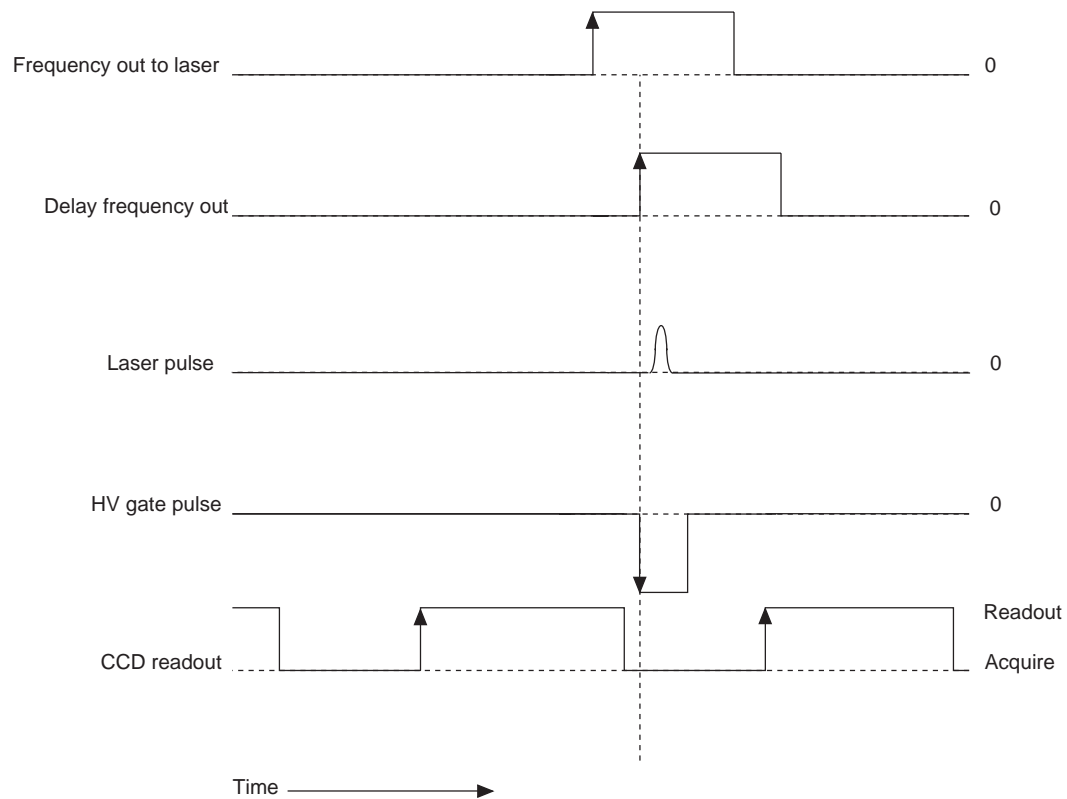 Frequency out to laser 0
Delay frequency out 0
Laser pulse 0
HV gate pulse 0
Readout
CCD readout Acquire
Time